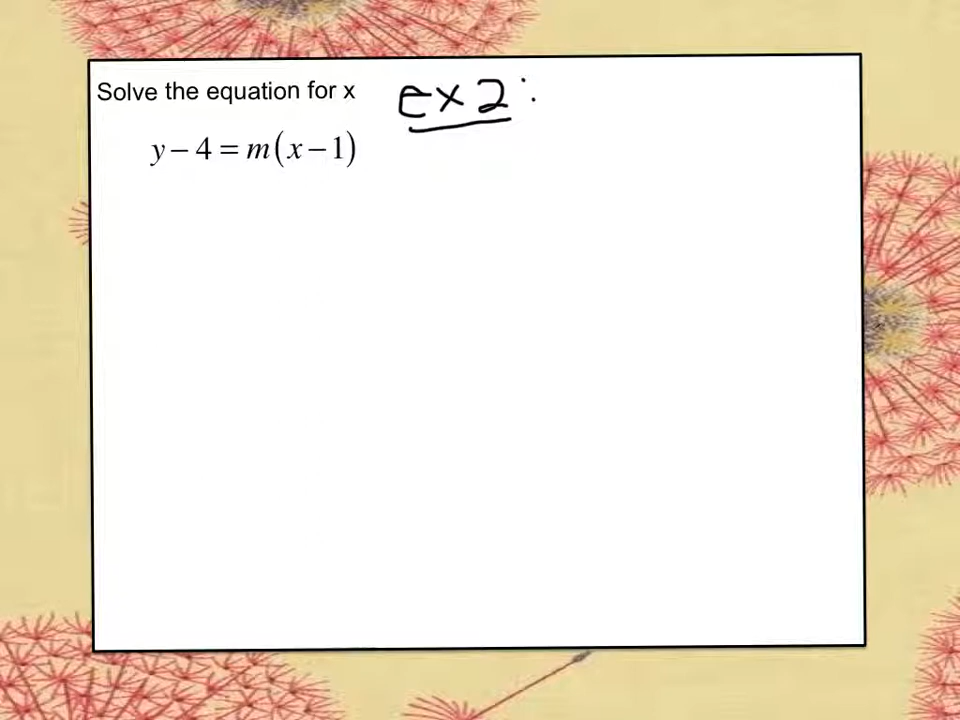 Solve the equation for x
ex 2:
y − 4 = m(x − 1)